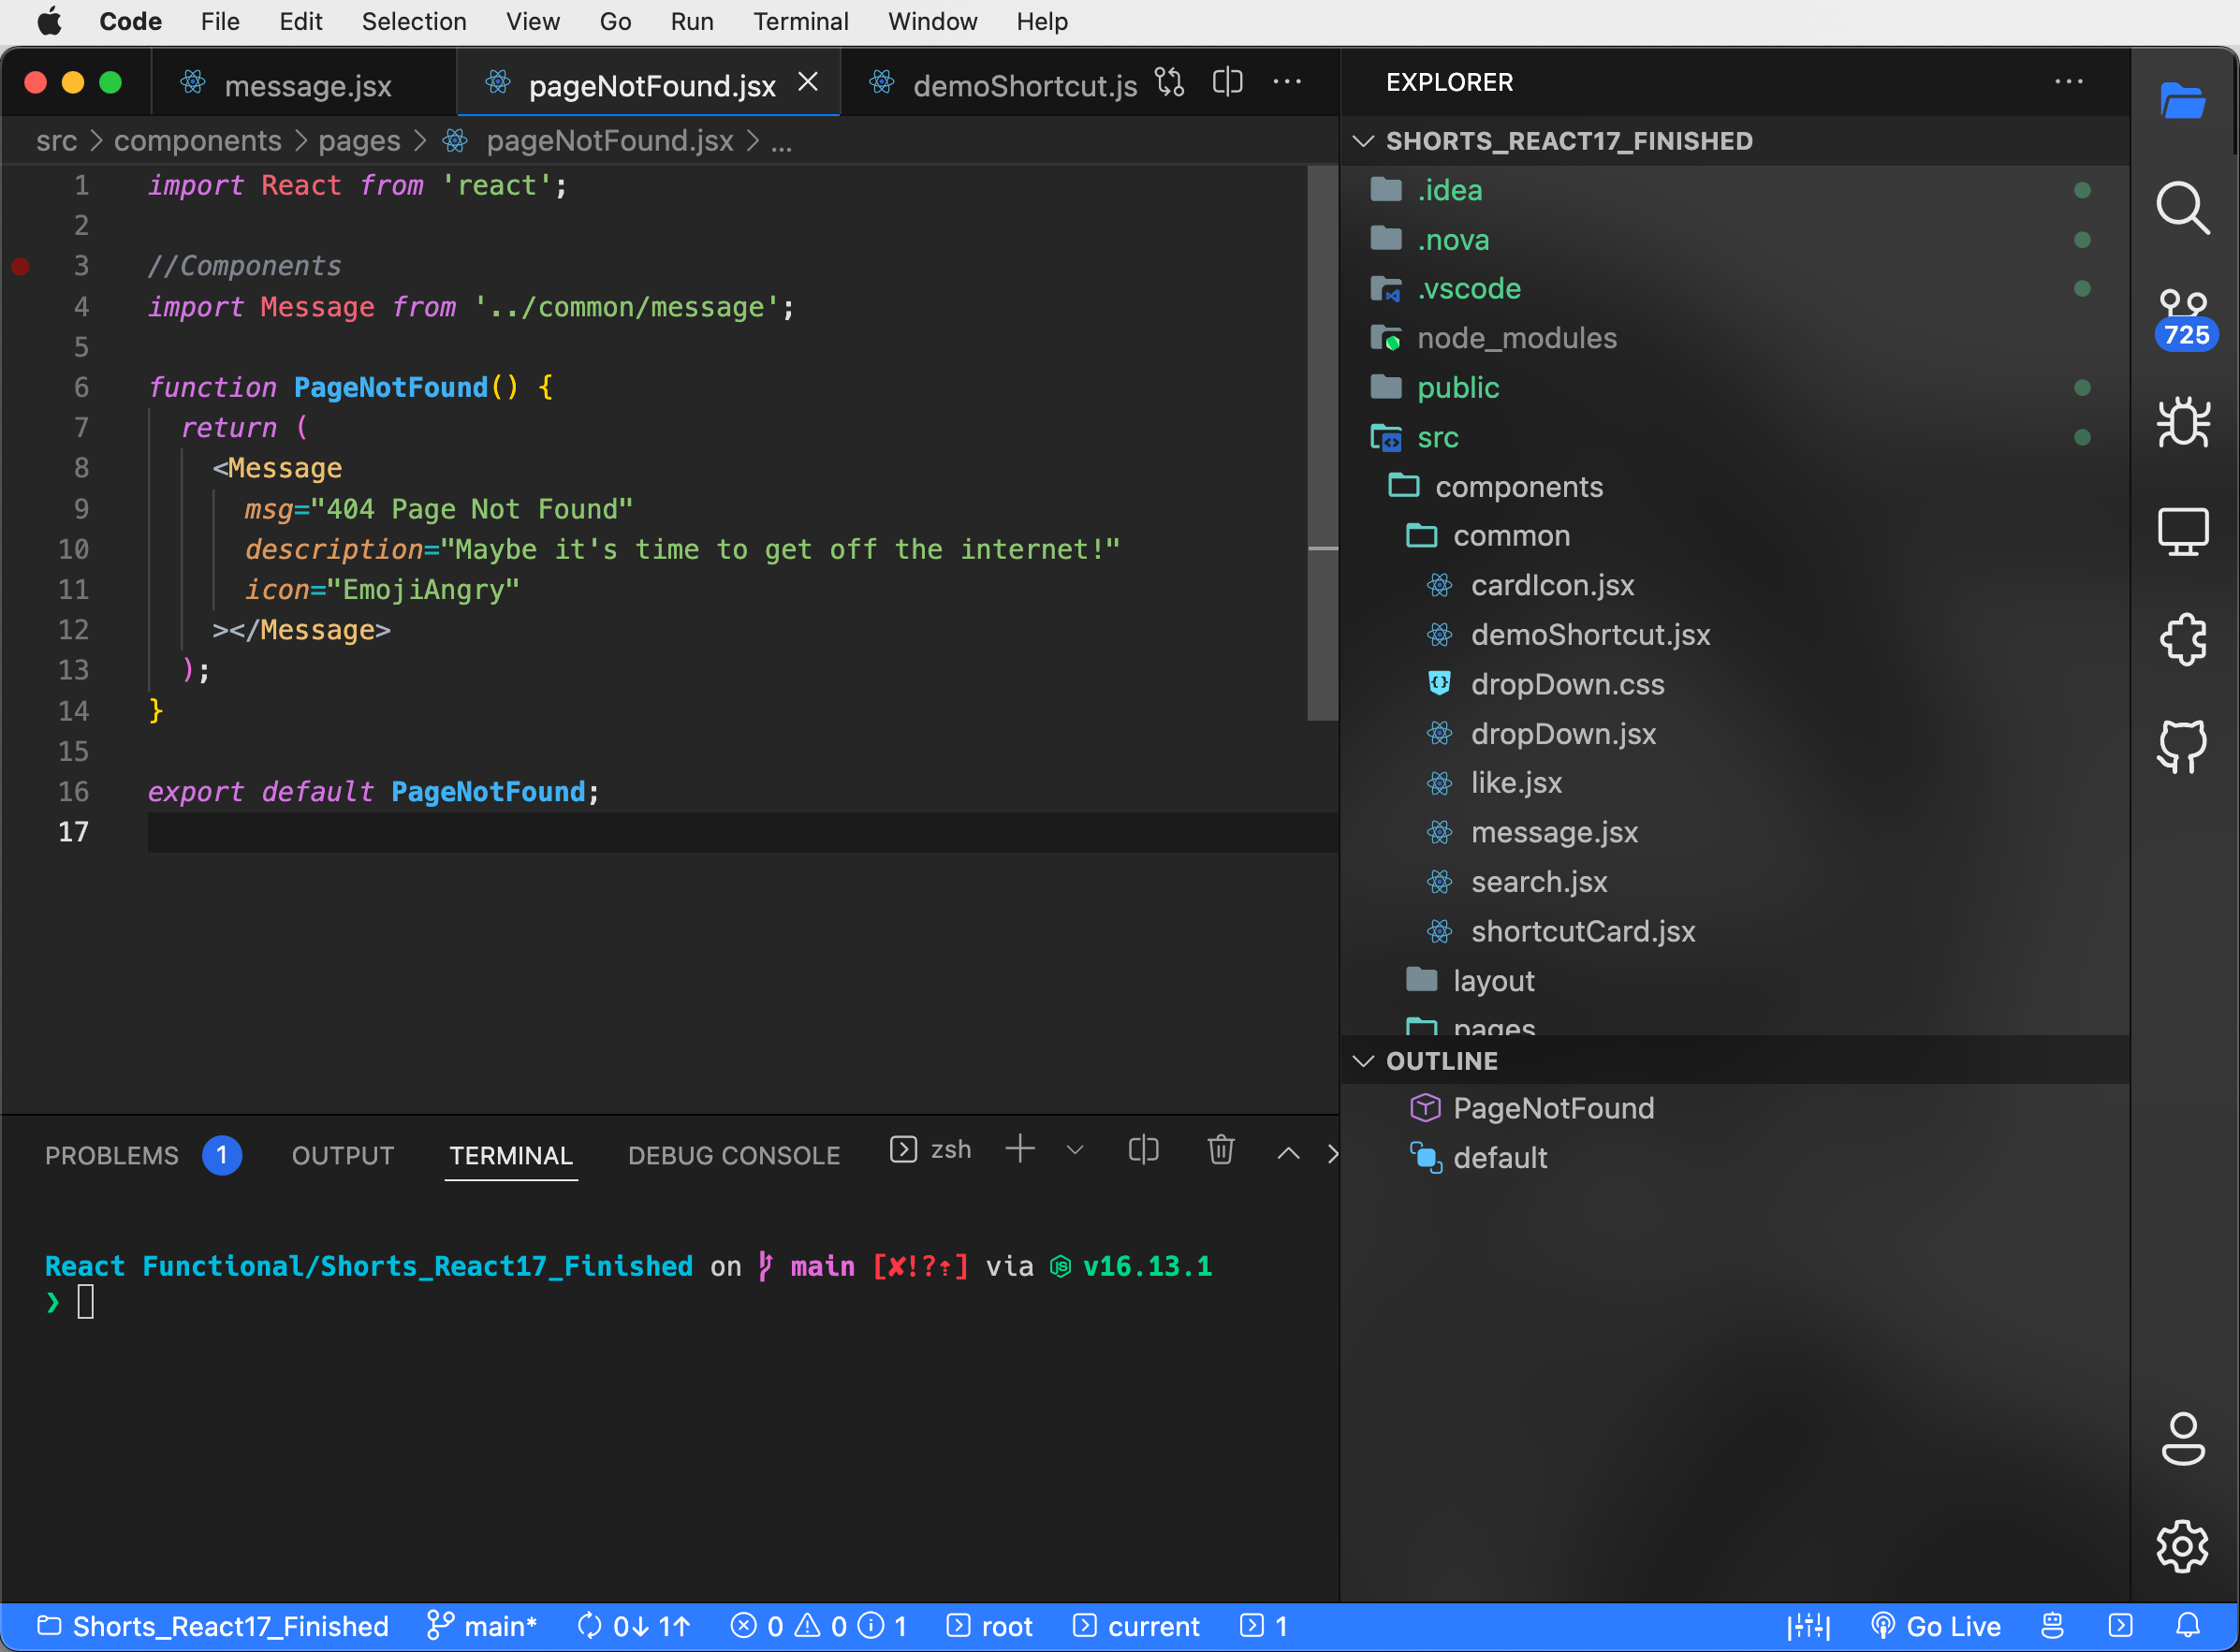 Code File Edit Selection View Go Run Terminal Window Help
message.jsx pageNotFound.jsx demoShortcut.js
src > components > pages > pageNotFound.jsx > ...
1 import React from 'react';
2
3 //Components
4 import Message from '../common/message';
5
6 function PageNotFound() {
7 return (
8 <Message
9 msg="404 Page Not Found"
10 description="Maybe it's time to get off the internet!"
11 icon="EmojiAngry"
12 ></Message>
13 );
14 }
15
16 export default PageNotFound;
17
PROBLEMS 1 OUTPUT TERMINAL DEBUG CONSOLE zsh
React Functional/Shorts_React17_Finished on main [✘!?⇡] via v16.13.1
❯
EXPLORER
SHORTS_REACT17_FINISHED
.idea
.nova
.vscode
node_modules
public
src
components
common
cardIcon.jsx
demoShortcut.jsx
dropDown.css
dropDown.jsx
like.jsx
message.jsx
search.jsx
shortcutCard.jsx
layout
pages
OUTLINE
PageNotFound
default
725
Shorts_React17_Finished main* 0↓ 1↑ 0 0 1 root current 1 Go Live